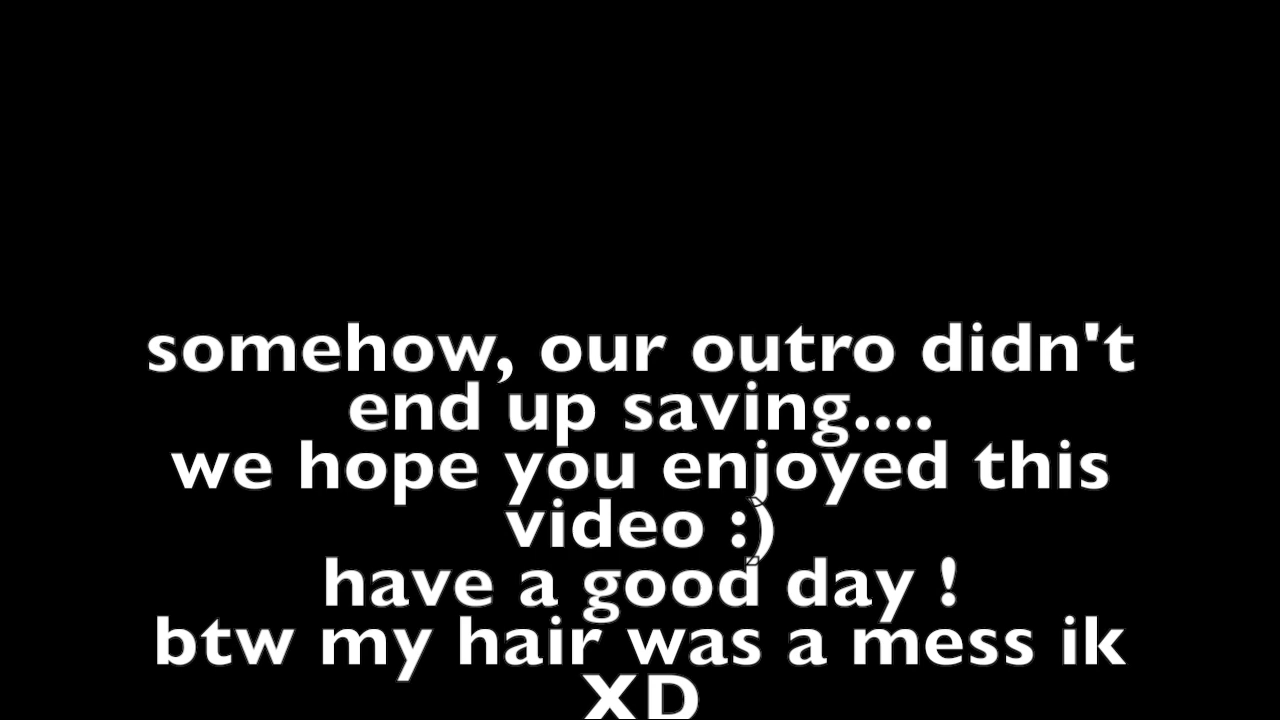 somehow, our outro didn't
end up saving....
we hope you enjoyed this
video :)
have a good day !
btw my hair was a mess ik
XD